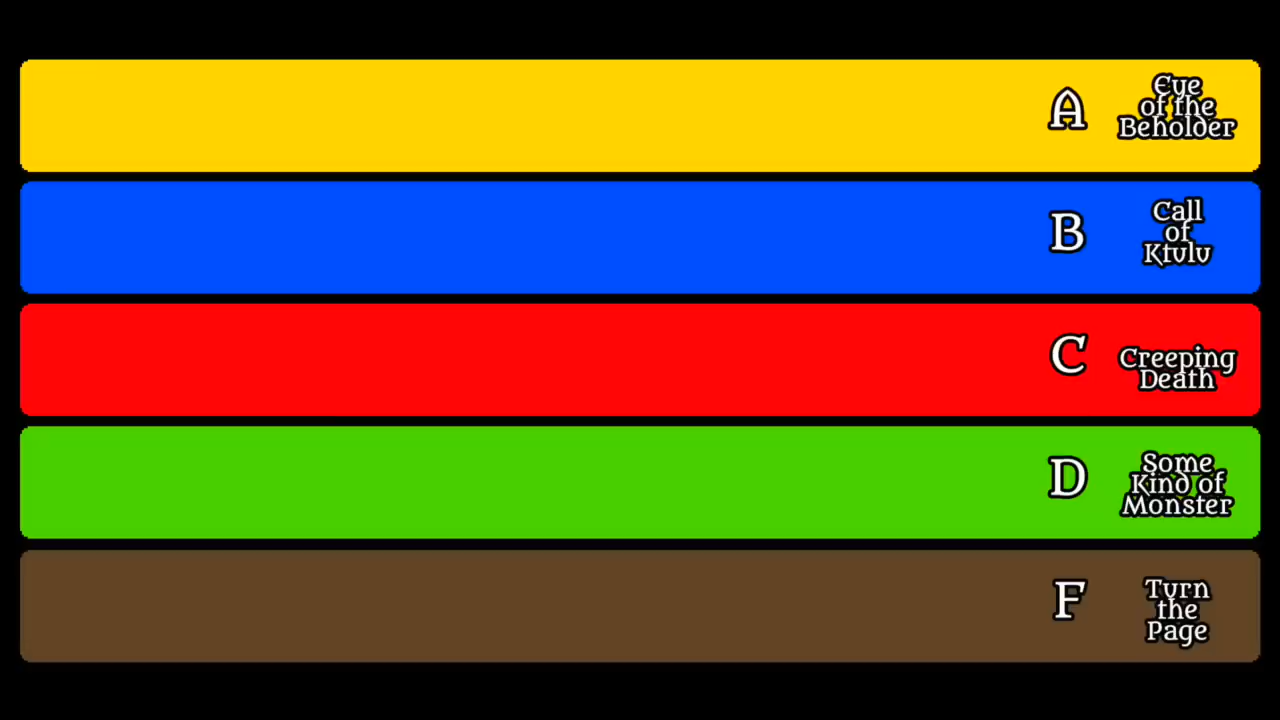 A
Eye
of the
Beholder
B
Call
of
Ktulu
C
Creeping
Death
D
Some
Kind of
Monster
F
Turn
the
Page